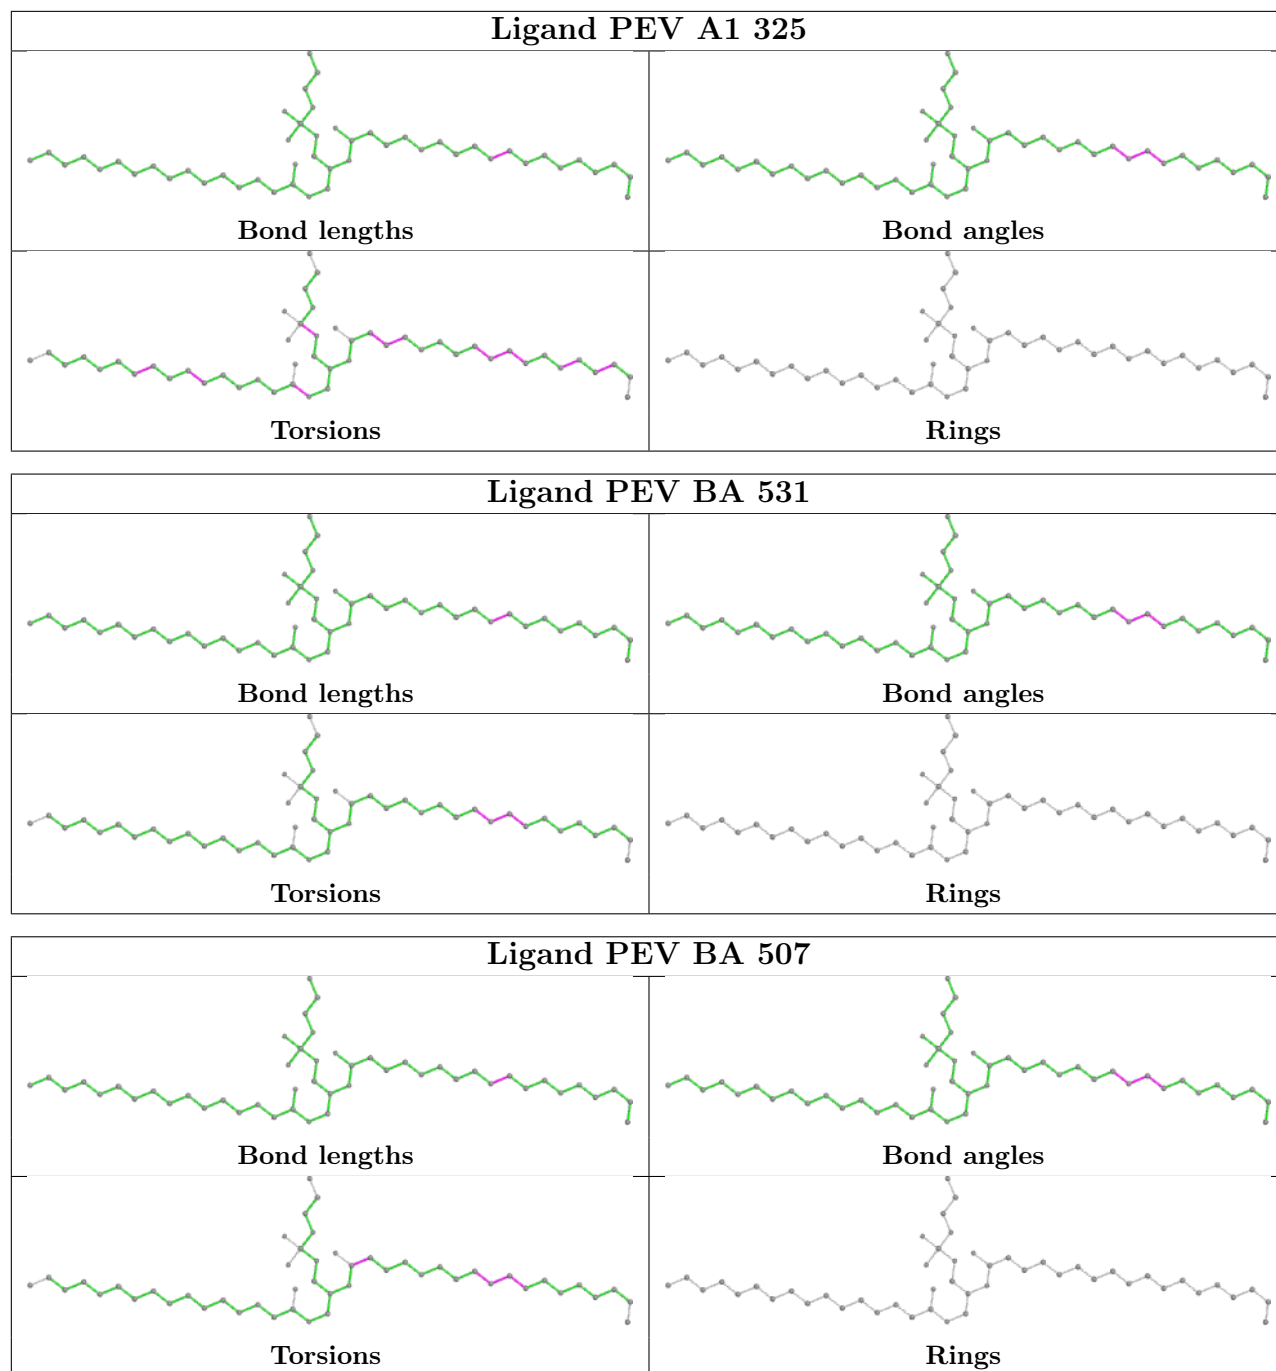 Ligand PEV A1 325
Bond lengths
Bond angles
Torsions
Rings
Ligand PEV BA 531
Bond lengths
Bond angles
Torsions
Rings
Ligand PEV BA 507
Bond lengths
Bond angles
Torsions
Rings